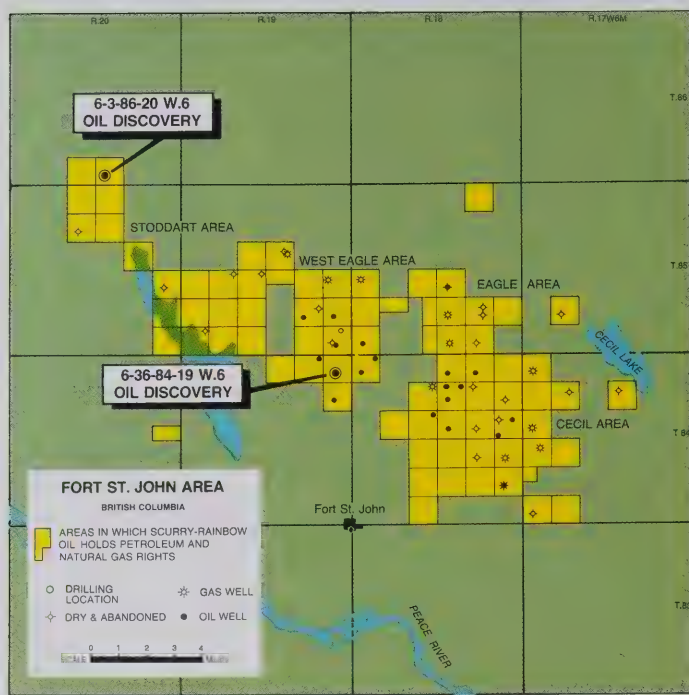 R.20 R.19 R.18 R.17W6M
T.86
6-3-86-20 W.6
OIL DISCOVERY
STODDART AREA
WEST EAGLE AREA
T.85
EAGLE AREA
CECIL LAKE
6-36-84-19 W.6
OIL DISCOVERY
CECIL AREA
T 84
FORT ST. JOHN AREA
BRITISH COLUMBIA
AREAS IN WHICH SCURRY-RAINBOW
OIL HOLDS PETROLEUM AND
NATURAL GAS RIGHTS
Fort St. John
DRILLING
LOCATION
GAS WELL
DRY & ABANDONED
OIL WELL
PEACE RIVER
0 1 2 3 4
SCALE MILES